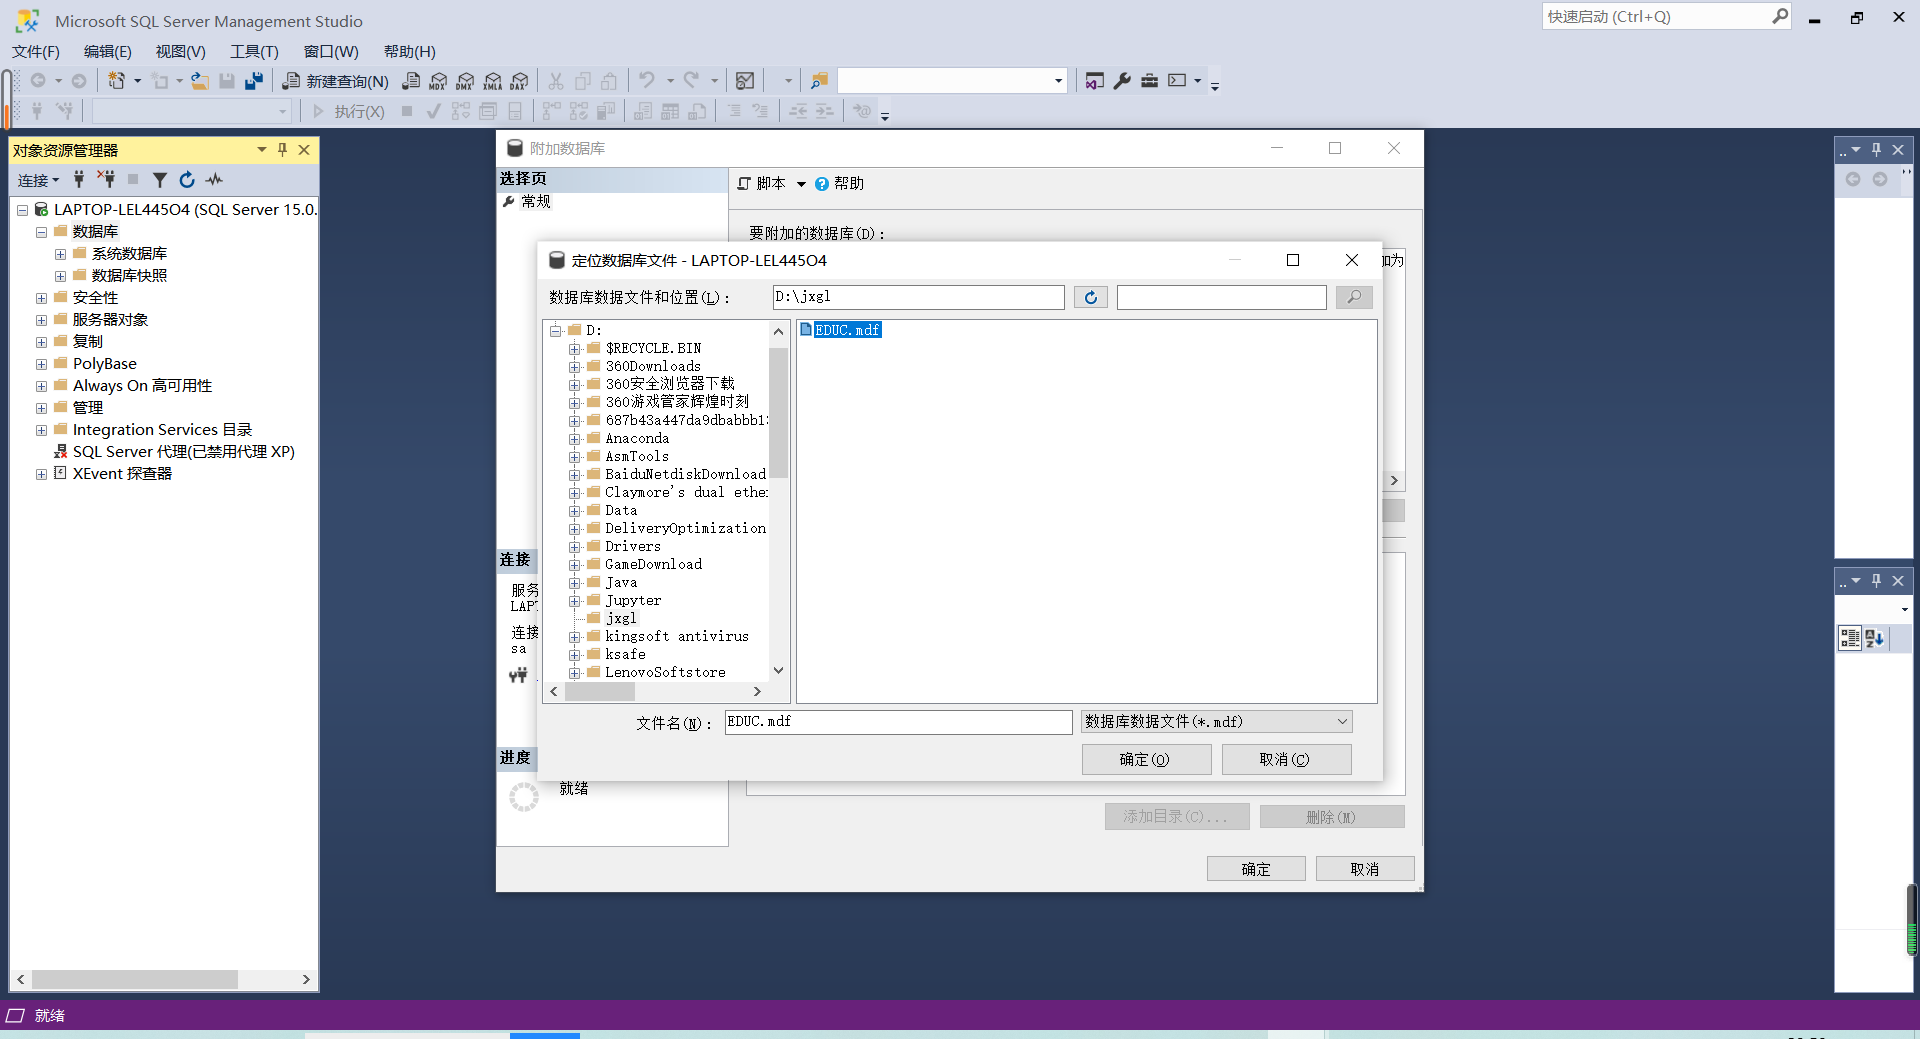 Microsoft SQL Server Management Studio
快速启动 (Ctrl+Q)
文件(F) 编辑(E) 视图(V) 工具(T) 窗口(W) 帮助(H)
新建查询(N) MDX DMX XMLA DAX
执行(X)
对象资源管理器
连接
LAPTOP-LEL445O4 (SQL Server 15.0.
数据库
系统数据库
数据库快照
安全性
服务器对象
复制
PolyBase
Always On 高可用性
管理
Integration Services 目录
SQL Server 代理(已禁用代理 XP)
XEvent 探查器
附加数据库
选择页
常规
脚本 帮助
要附加的数据库(D):
加为
定位数据库文件 - LAPTOP-LEL445O4
数据库数据文件和位置(L): D:\jxgl
D:
$RECYCLE.BIN
360Downloads
360安全浏览器下载
360游戏管家辉煌时刻
687b43a447da9dbabbb1
Anaconda
AsmTools
BaiduNetdiskDownload
Claymore's dual ethe
Data
DeliveryOptimization
Drivers
GameDownload
Java
Jupyter
jxgl
kingsoft antivirus
ksafe
LenovoSoftstore
EDUC.mdf
文件名(N): EDUC.mdf 数据库数据文件(*.mdf)
确定(O) 取消(C)
连接
服务
LAPT
连接
sa
进度
就绪
添加目录(C)... 删除(M)
确定 取消
就绪